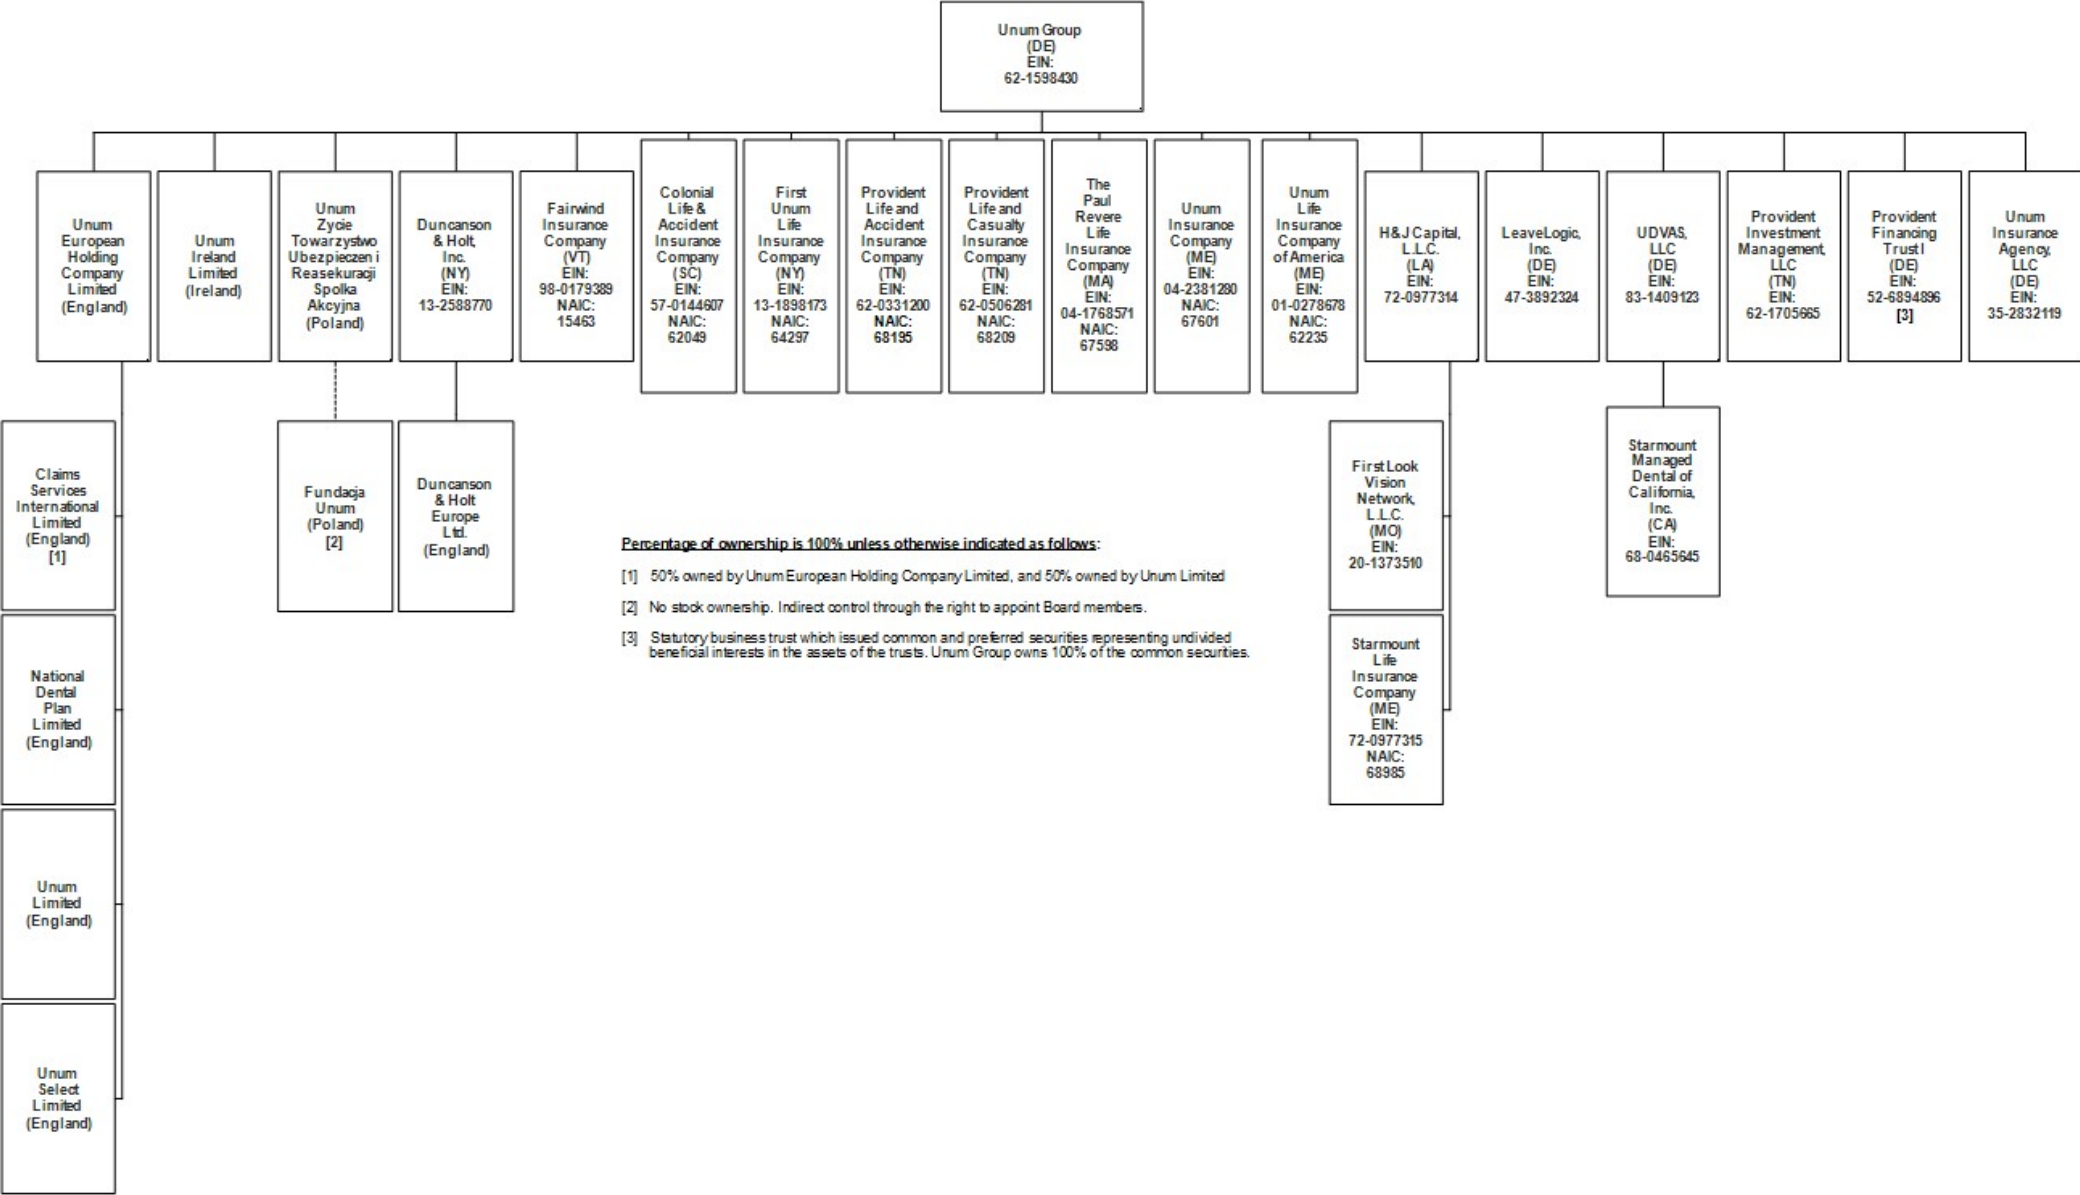 Unum Group
(DE)
EIN:
62-1598430
Unum
European
Holding
Company
Limited
(England)
Unum
Ireland
Limited
(Ireland)
Unum
Zycie
Towarzystwo
Ubezpieczen i
Reasekuracji
Spolka
Akcyjna
(Poland)
Duncanson
& Holt,
Inc.
(NY)
EIN:
13-2588770
Fairwind
Insurance
Company
(VT)
EIN:
98-0179389
NAIC:
15463
Colonial
Life &
Accident
Insurance
Company
(SC)
EIN:
57-0144607
NAIC:
62049
First
Unum
Life
Insurance
Company
(NY)
EIN:
13-1898173
NAIC:
64297
Provident
Life and
Accident
Insurance
Company
(TN)
EIN:
62-0331200
NAIC:
68195
Provident
Life and
Casualty
Insurance
Company
(TN)
EIN:
62-0506281
NAIC:
68209
The
Paul
Revere
Life
Insurance
Company
(MA)
EIN:
04-1768571
NAIC:
67598
Unum
Insurance
Company
(ME)
EIN:
04-2381280
NAIC:
67601
Unum
Life
Insurance
Company
of America
(ME)
EIN:
01-0278678
NAIC:
62235
H&J Capital,
L.L.C.
(LA)
EIN:
72-0977314
LeaveLogic,
Inc.
(DE)
EIN:
47-3892324
UDVAS,
LLC
(DE)
EIN:
83-1409123
Provident
Investment
Management,
LLC
(TN)
EIN:
62-1705665
Provident
Financing
Trust I
(DE)
EIN:
52-6894896
[3]
Unum
Insurance
Agency,
LLC
(DE)
EIN:
35-2832119
Claims
Services
International
Limited
(England)
[1]
Fundacja
Unum
(Poland)
[2]
Duncanson
& Holt
Europe
Ltd.
(England)
First Look
Vision
Network,
L.L.C.
(MO)
EIN:
20-1373510
Starmount
Managed
Dental of
California,
Inc.
(CA)
EIN:
68-0465645
Percentage of ownership is 100% unless otherwise indicated as follows:
[1] 50% owned by Unum European Holding Company Limited, and 50% owned by Unum Limited
[2] No stock ownership. Indirect control through the right to appoint Board members.
[3] Statutory business trust which issued common and preferred securities representing undivided
beneficial interests in the assets of the trusts. Unum Group owns 100% of the common securities.
National
Dental
Plan
Limited
(England)
Starmount
Life
Insurance
Company
(ME)
EIN:
72-0977315
NAIC:
68985
Unum
Limited
(England)
Unum
Select
Limited
(England)